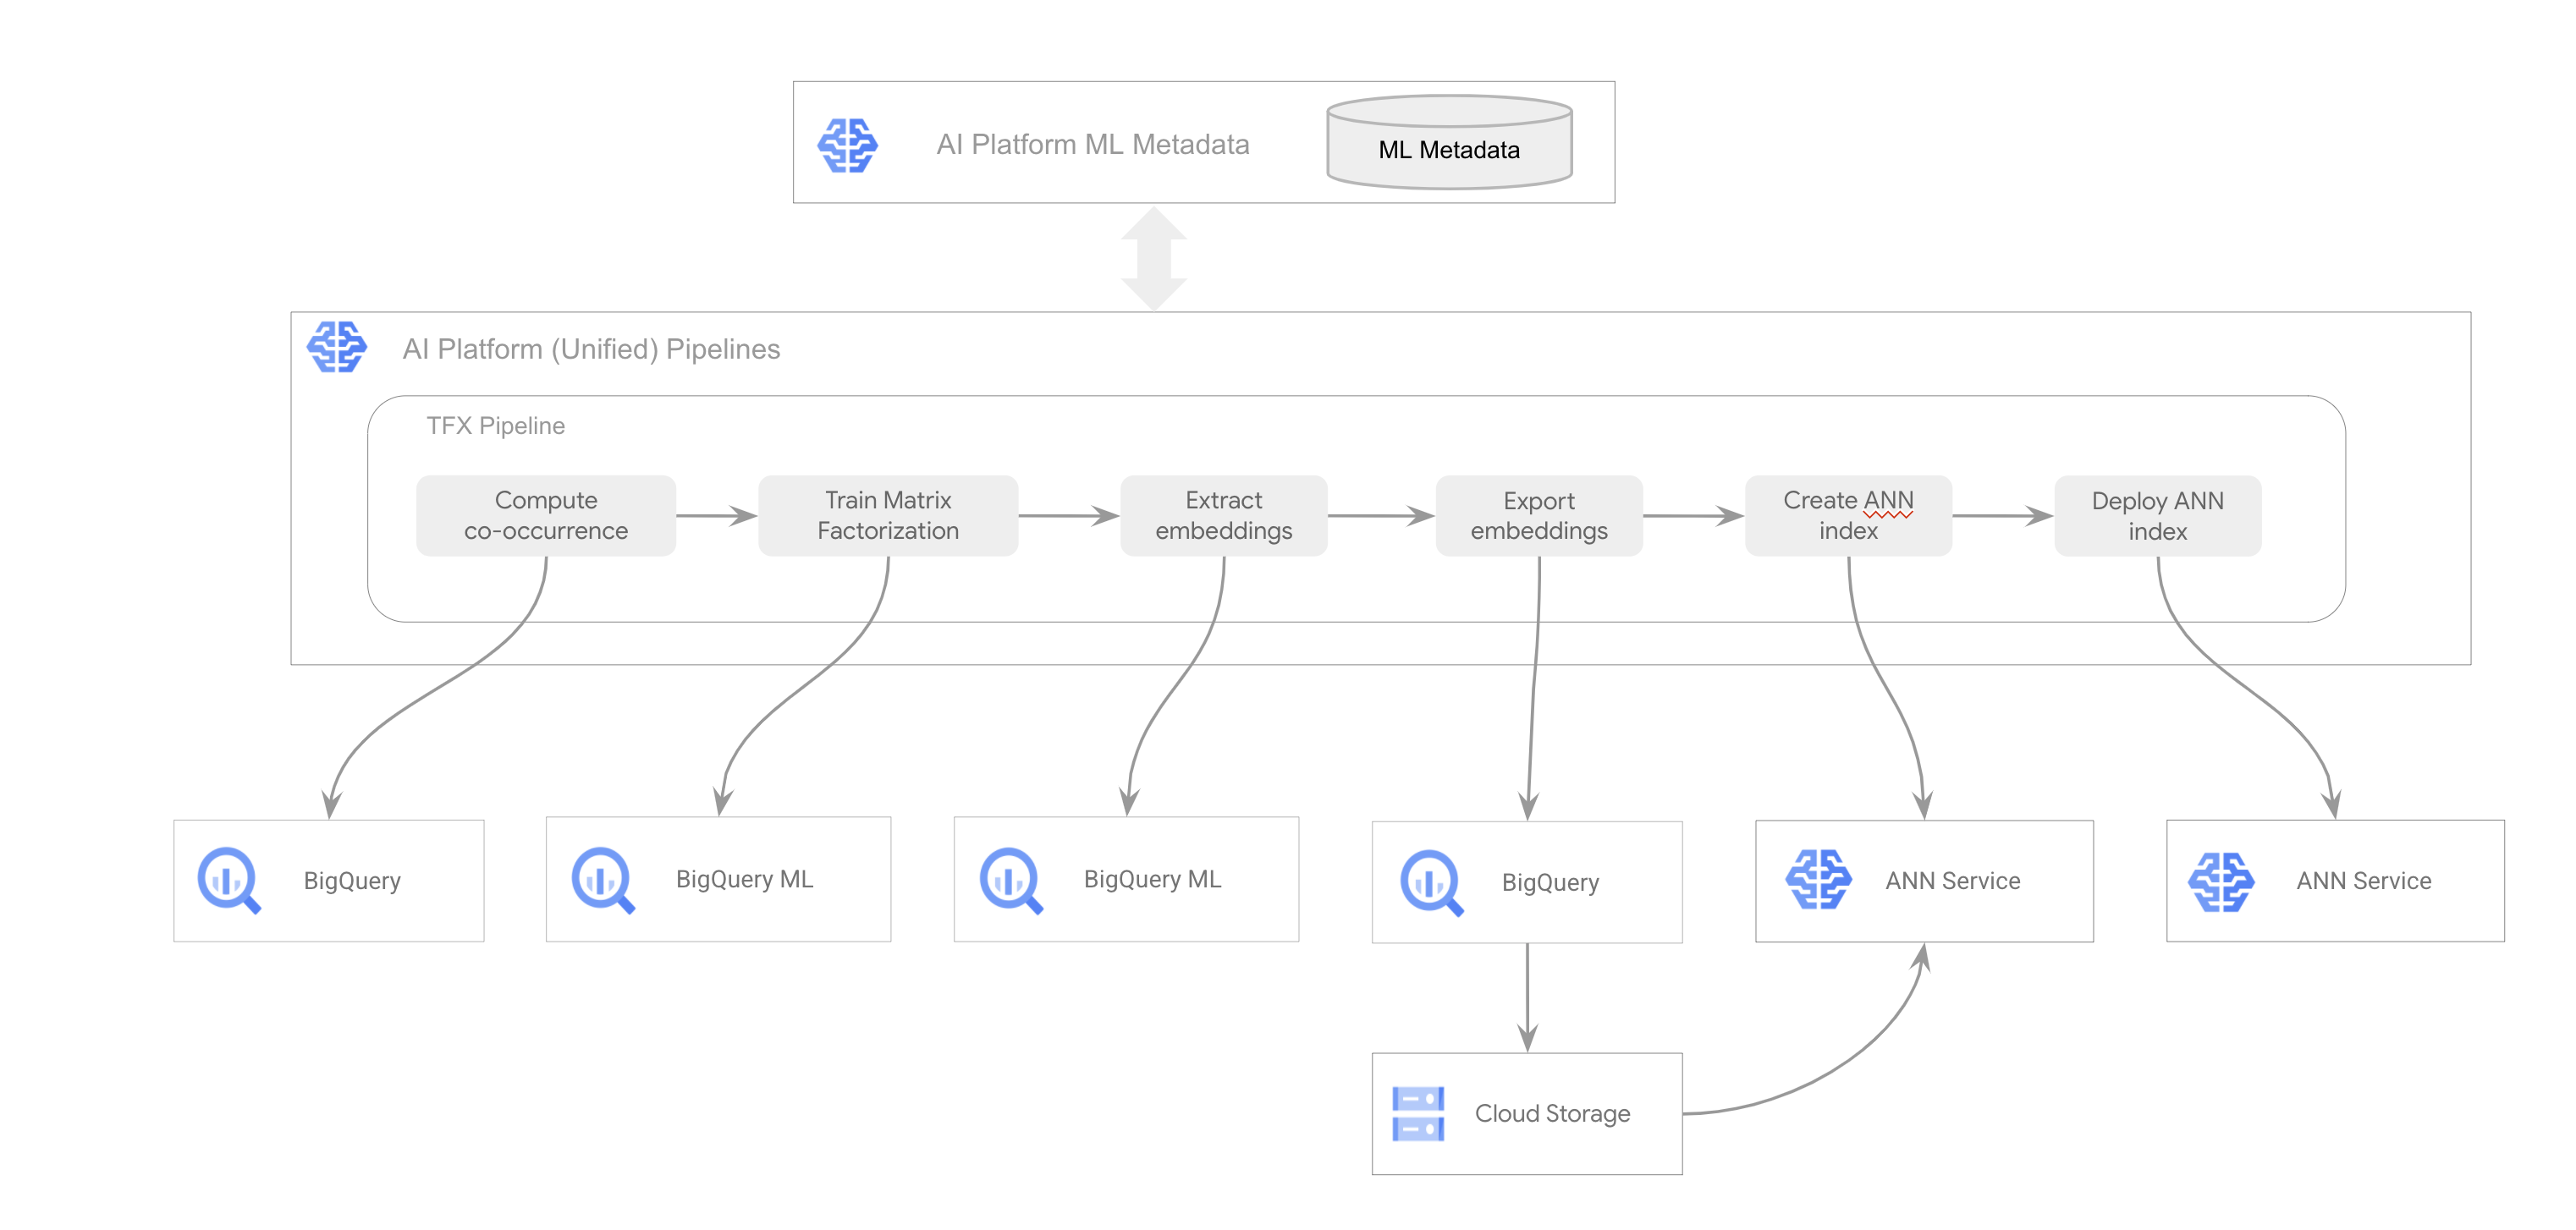 AI Platform ML Metadata
ML Metadata
AI Platform (Unified) Pipelines
TFX Pipeline
Compute
co-occurrence
Train Matrix
Factorization
Extract
embeddings
Export
embeddings
Create ANN
index
Deploy ANN
index
BigQuery
BigQuery ML
BigQuery ML
BigQuery
ANN Service
ANN Service
Cloud Storage